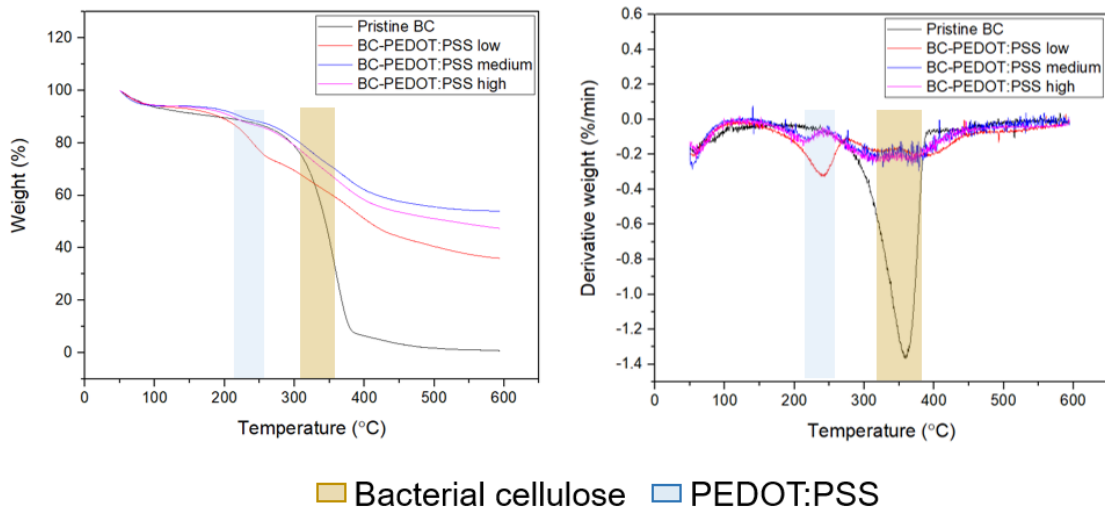 Pristine BC
BC-PEDOT:PSS low
BC-PEDOT:PSS medium
BC-PEDOT:PSS high
120
100
80
60
40
20
0
Weight (%)
0
100
200
300
400
500
600
Temperature (°C)
0.6
0.4
0.2
0.0
-0.2
-0.4
-0.6
-0.8
-1.0
-1.2
-1.4
Derivative weight (%/min)
Pristine BC
BC-PEDOT:PSS low
BC-PEDOT:PSS medium
BC-PEDOT:PSS high
0
100
200
300
400
500
600
Temperature (°C)
Bacterial cellulose
PEDOT:PSS